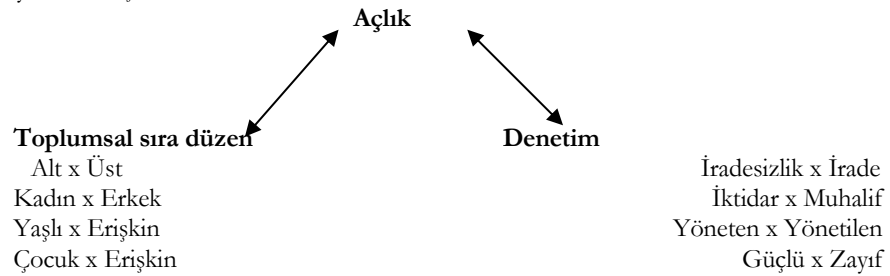 Açlık
Toplumsal sıra düzen Denetim
Alt x Üst İradesizlik x İrade
Kadın x Erkek İktidar x Muhalif
Yaşlı x Erişkin Yöneten x Yönetilen
Çocuk x Erişkin Güçlü x Zayıf